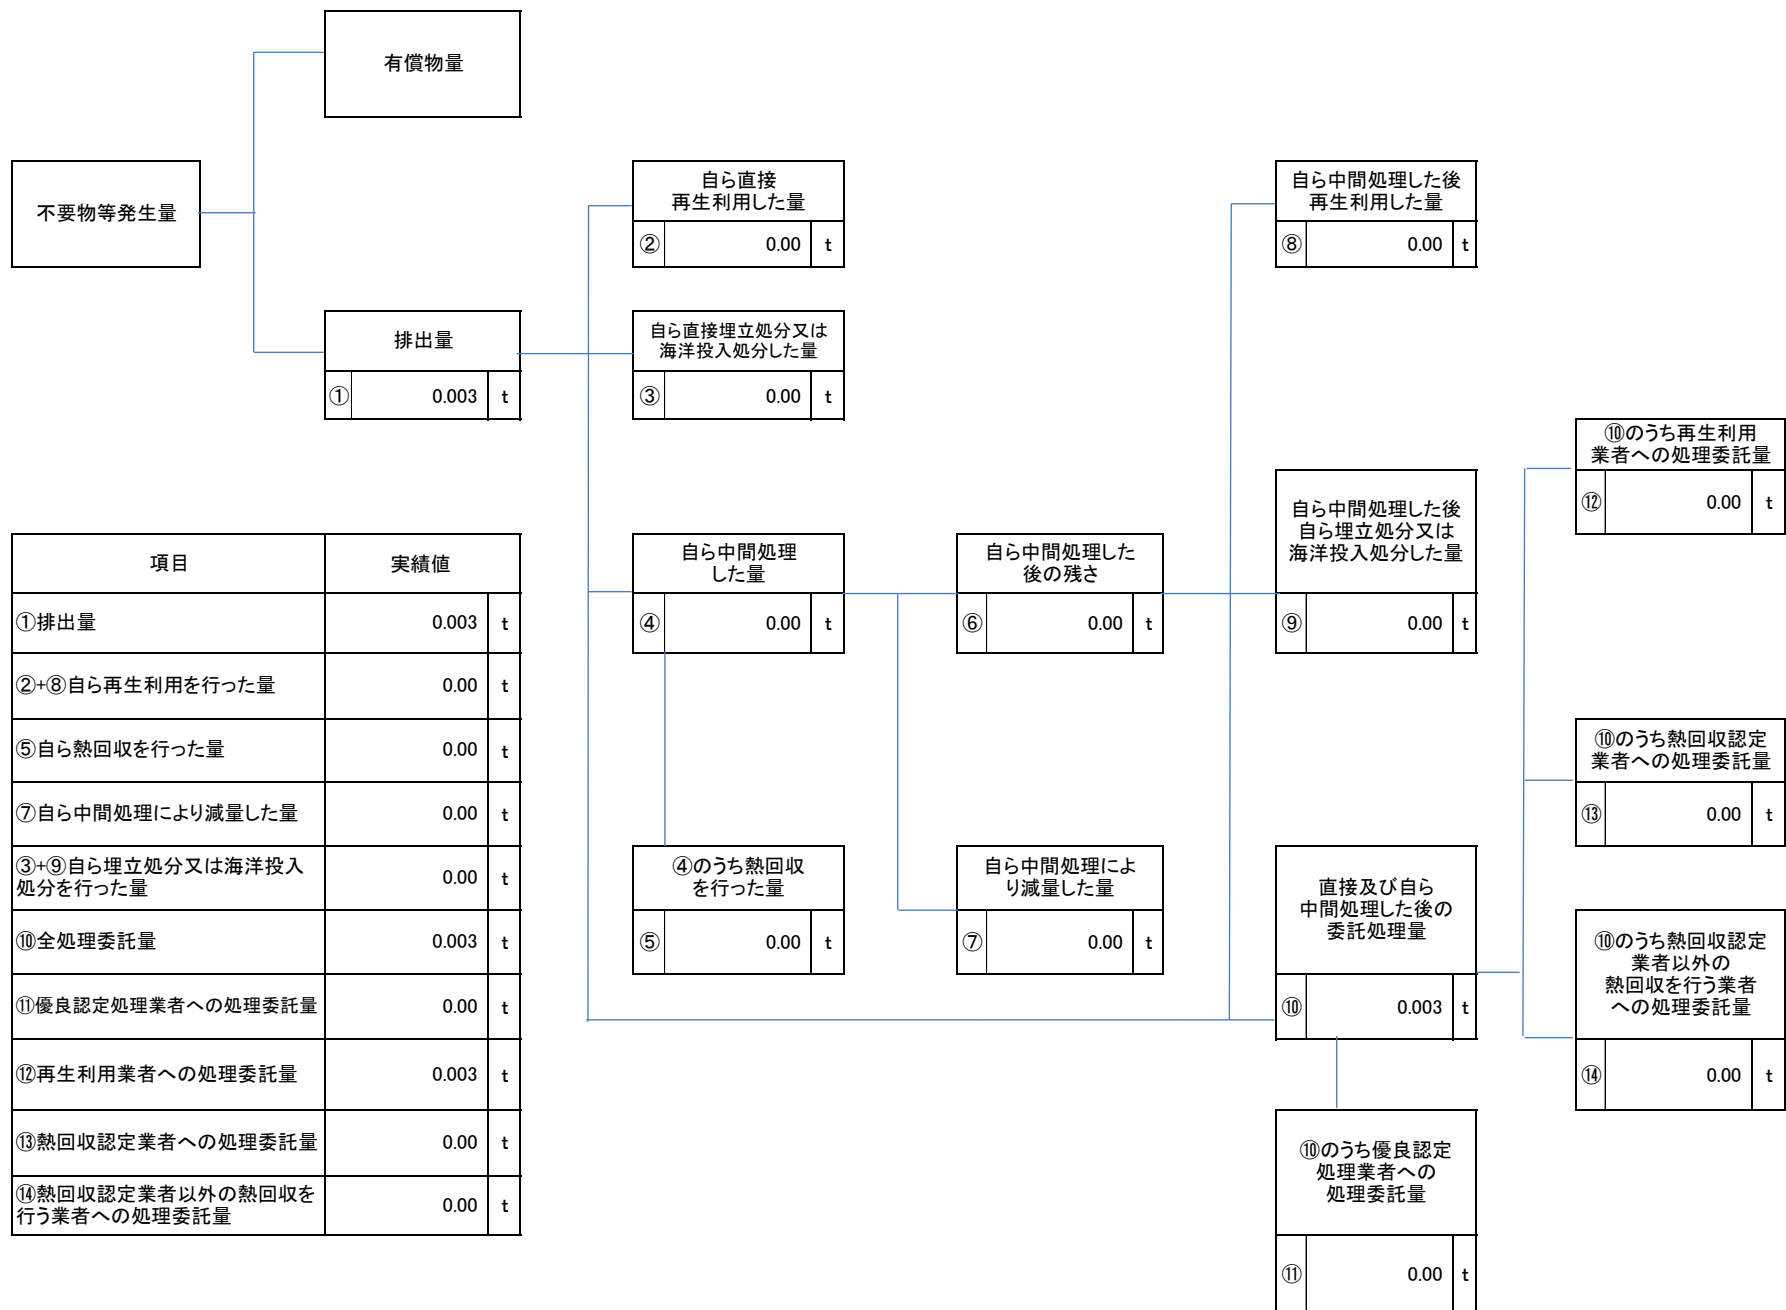 有償物量
不要物等発生量
自ら直接
再生利用した量
② 0.00 t
自ら中間処理した後
再生利用した量
⑧ 0.00 t
排出量
① 0.003 t
自ら直接埋立処分又は
海洋投入処分した量
③ 0.00 t
⑩のうち再生利用
業者への処理委託量
⑫ 0.00 t
自ら中間処理
した量
④ 0.00 t
自ら中間処理した
後の残さ
⑥ 0.00 t
自ら中間処理した後
自ら埋立処分又は
海洋投入処分した量
⑨ 0.00 t
⑩のうち熱回収認定
業者への処理委託量
⑬ 0.00 t
④のうち熱回収
を行った量
⑤ 0.00 t
自ら中間処理によ
り減量した量
⑦ 0.00 t
直接及び自ら
中間処理した後の
委託処理量
⑩ 0.003 t
⑩のうち熱回収認定
業者以外の
熱回収を行う業者
への処理委託量
⑭ 0.00 t
⑩のうち優良認定
処理業者への
処理委託量
⑪ 0.00 t
項目 実績値
①排出量 0.003 t
②+⑧自ら再生利用を行った量 0.00 t
⑤自ら熱回収を行った量 0.00 t
⑦自ら中間処理により減量した量 0.00 t
③+⑨自ら埋立処分又は海洋投入
処分を行った量 0.00 t
⑩全処理委託量 0.003 t
⑪優良認定処理業者への処理委託量 0.00 t
⑫再生利用業者への処理委託量 0.003 t
⑬熱回収認定業者への処理委託量 0.00 t
⑭熱回収認定業者以外の熱回収を
行う業者への処理委託量 0.00 t